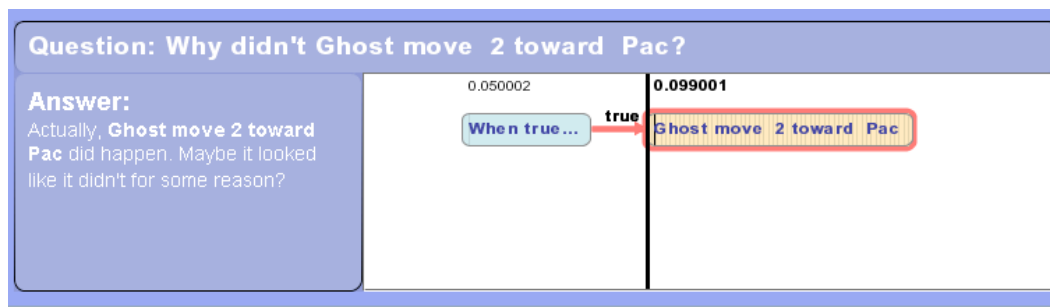 Question: Why didn't Ghost move 2 toward Pac?
Answer:
Actually, Ghost move 2 toward
Pac did happen. Maybe it looked
like it didn't for some reason?
0.050002
0.099001
When true...
true
Ghost move 2 toward Pac